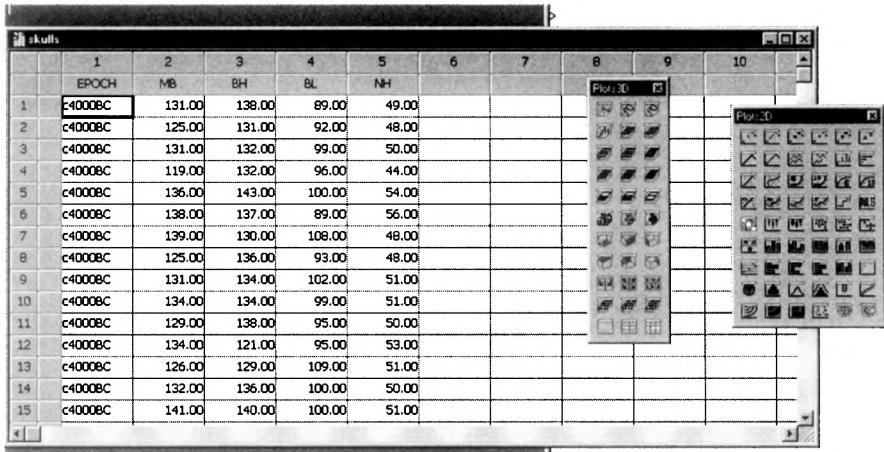 skulls
1 2 3 4 5 6 7 8 9 10
EPOCH MB BH BL NH
Plots3D
Plots2D
1 c4000BC 131.00 138.00 89.00 49.00
2 c4000BC 125.00 131.00 92.00 48.00
3 c4000BC 131.00 132.00 99.00 50.00
4 c4000BC 119.00 132.00 96.00 44.00
5 c4000BC 136.00 143.00 100.00 54.00
6 c4000BC 138.00 137.00 89.00 56.00
7 c4000BC 139.00 130.00 108.00 48.00
8 c4000BC 125.00 136.00 93.00 48.00
9 c4000BC 131.00 134.00 102.00 51.00
10 c4000BC 134.00 134.00 99.00 51.00
11 c4000BC 129.00 138.00 95.00 50.00
12 c4000BC 134.00 121.00 95.00 53.00
13 c4000BC 126.00 129.00 109.00 51.00
14 c4000BC 132.00 136.00 100.00 50.00
15 c4000BC 141.00 140.00 100.00 51.00